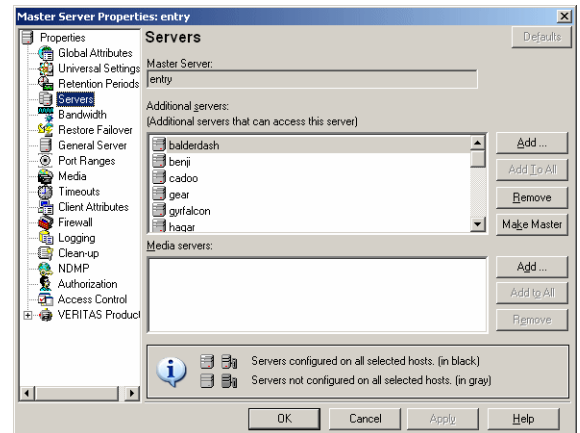 Master Server Properties: entry
Properties
Global Attributes
Universal Settings
Retention Periods
Servers
Bandwidth
Restore Failover
General Server
Port Ranges
Media
Timeouts
Client Attributes
Firewall
Logging
Clean-up
NDMP
Authorization
Access Control
VERITAS Product
Servers
Defaults
Master Server:
entry
Additional servers:
(Additional servers that can access this server)
balderdash
benji
cadoo
gear
gyrfalcon
hagar
Add ...
Add To All
Remove
Make Master
Media servers:
Add ...
Add to All
Remove
Servers configured on all selected hosts. (in black)
Servers not configured on all selected hosts. (in gray)
OK
Cancel
Apply
Help